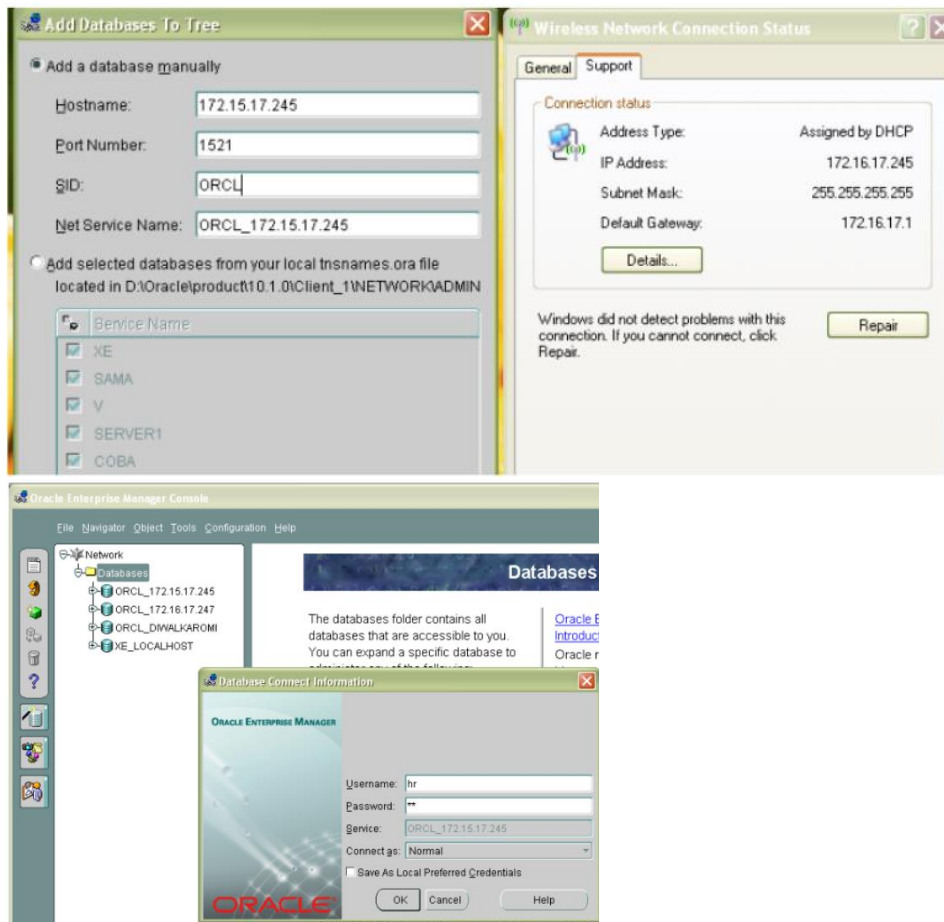 Add Databases To Tree
Add a database manually
Hostname: 172.15.17.245
Port Number: 1521
SID: ORCL
Net Service Name: ORCL_172.15.17.245
Add selected databases from your local tnsnames.ora file
located in D:\Oracle\product\10.1.0\Client_1\NETWORK\ADMIN
Service Name
XE
SAMA
V
SERVER1
COBA
Wireless Network Connection Status
General Support
Connection status
Address Type: Assigned by DHCP
IP Address: 172.16.17.245
Subnet Mask: 255.255.255.255
Default Gateway: 172.16.17.1
Details...
Windows did not detect problems with this
connection. If you cannot connect, click
Repair.
Repair
Oracle Enterprise Manager Console
File Navigator Object Tools Configuration Help
Network
Databases
ORCL_172.15.17.245
ORCL_172.16.17.247
ORCL_DIWALKAROMI
XE_LOCALHOST
Databases
The databases folder contains all
databases that are accessible to you.
You can expand a specific database to
Oracle E
Introduc
Oracle r
Database Connect Information
ORACLE ENTERPRISE MANAGER
Username: hr
Password: **
Service: ORCL_172.15.17.245
Connect as: Normal
Save As Local Preferred Credentials
OK Cancel Help
ORACLE